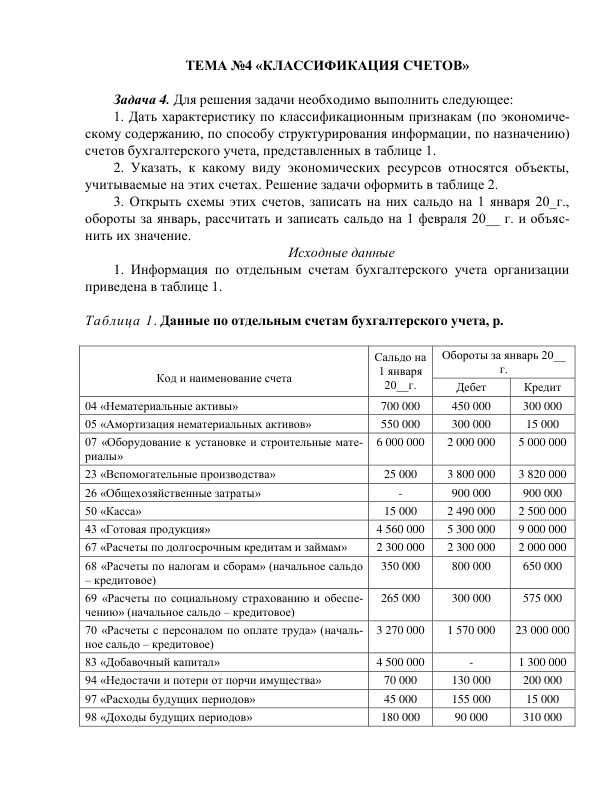 ТЕМА №4 «КЛАССИФИКАЦИЯ СЧЕТОВ»
Задача 4. Для решения задачи необходимо выполнить следующее:
1. Дать характеристику по классификационным признакам (по экономиче-
скому содержанию, по способу структурирования информации, по назначению)
счетов бухгалтерского учета, представленных в таблице 1.
2. Указать, к какому виду экономических ресурсов относятся объекты,
учитываемые на этих счетах. Решение задачи оформить в таблице 2.
3. Открыть схемы этих счетов, записать на них сальдо на 1 января 20_г.,
обороты за январь, рассчитать и записать сальдо на 1 февраля 20__ г. и объяс-
нить их значение.
Исходные данные
1. Информация по отдельным счетам бухгалтерского учета организации
приведена в таблице 1.
Таблица 1. Данные по отдельным счетам бухгалтерского учета, р.
Код и наименование счета
Сальдо на
1 января
20__г.
Обороты за январь 20__
г.
Дебет Кредит
04 «Нематериальные активы» 700 000 450 000 300 000
05 «Амортизация нематериальных активов» 550 000 300 000 15 000
07 «Оборудование к установке и строительные мате- 6 000 000 2 000 000 5 000 000
риалы»
23 «Вспомогательные производства» 25 000 3 800 000 3 820 000
26 «Общехозяйственные затраты» - 900 000 900 000
50 «Касса» 15 000 2 490 000 2 500 000
43 «Готовая продукция» 4 560 000 5 300 000 9 000 000
67 «Расчеты по долгосрочным кредитам и займам» 2 300 000 2 300 000 2 000 000
68 «Расчеты по налогам и сборам» (начальное сальдо 350 000 800 000 650 000
– кредитовое)
69 «Расчеты по социальному страхованию и обеспе- 265 000 300 000 575 000
чению» (начальное сальдо – кредитовое)
70 «Расчеты с персоналом по оплате труда» (началь- 3 270 000 1 570 000 23 000 000
ное сальдо – кредитовое)
83 «Добавочный капитал» 4 500 000 - 1 300 000
94 «Недостачи и потери от порчи имущества» 70 000 130 000 200 000
97 «Расходы будущих периодов» 45 000 155 000 15 000
98 «Доходы будущих периодов» 180 000 90 000 310 000